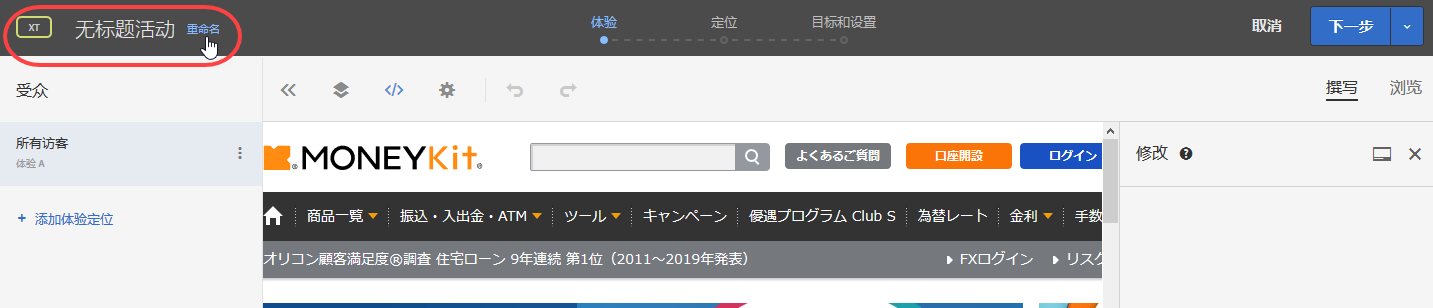 XT 无标题活动 重命名
体验 定位 目标和设置
取消 下一步
受众
撰写 浏览
所有访客
体验 A
添加体验定位
MONEYKit
よくあるご質問 口座開設 ログイン
修改
商品一覧 振込・入出金・ATM ツール キャンペーン 優遇プログラム Club S 為替レート 金利 手数
オリコン顧客満足度®調査 住宅ローン 9年連続 第1位（2011～2019年発表） FXログイン リスク